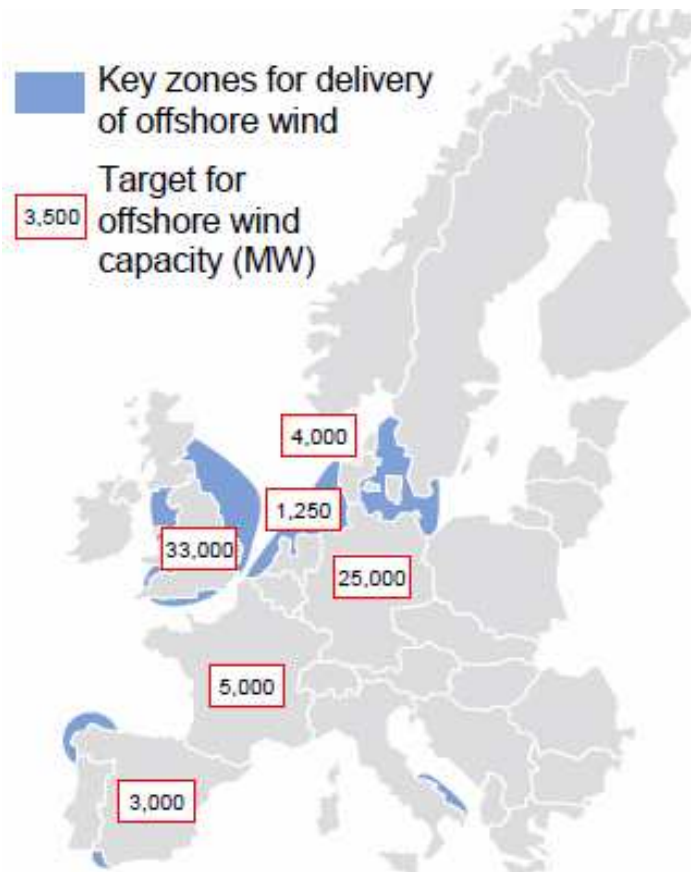 Key zones for delivery
of offshore wind
Target for
3,500
offshore wind
capacity (MW)
4,000
1,250
33,000
25,000
5,000
3,000